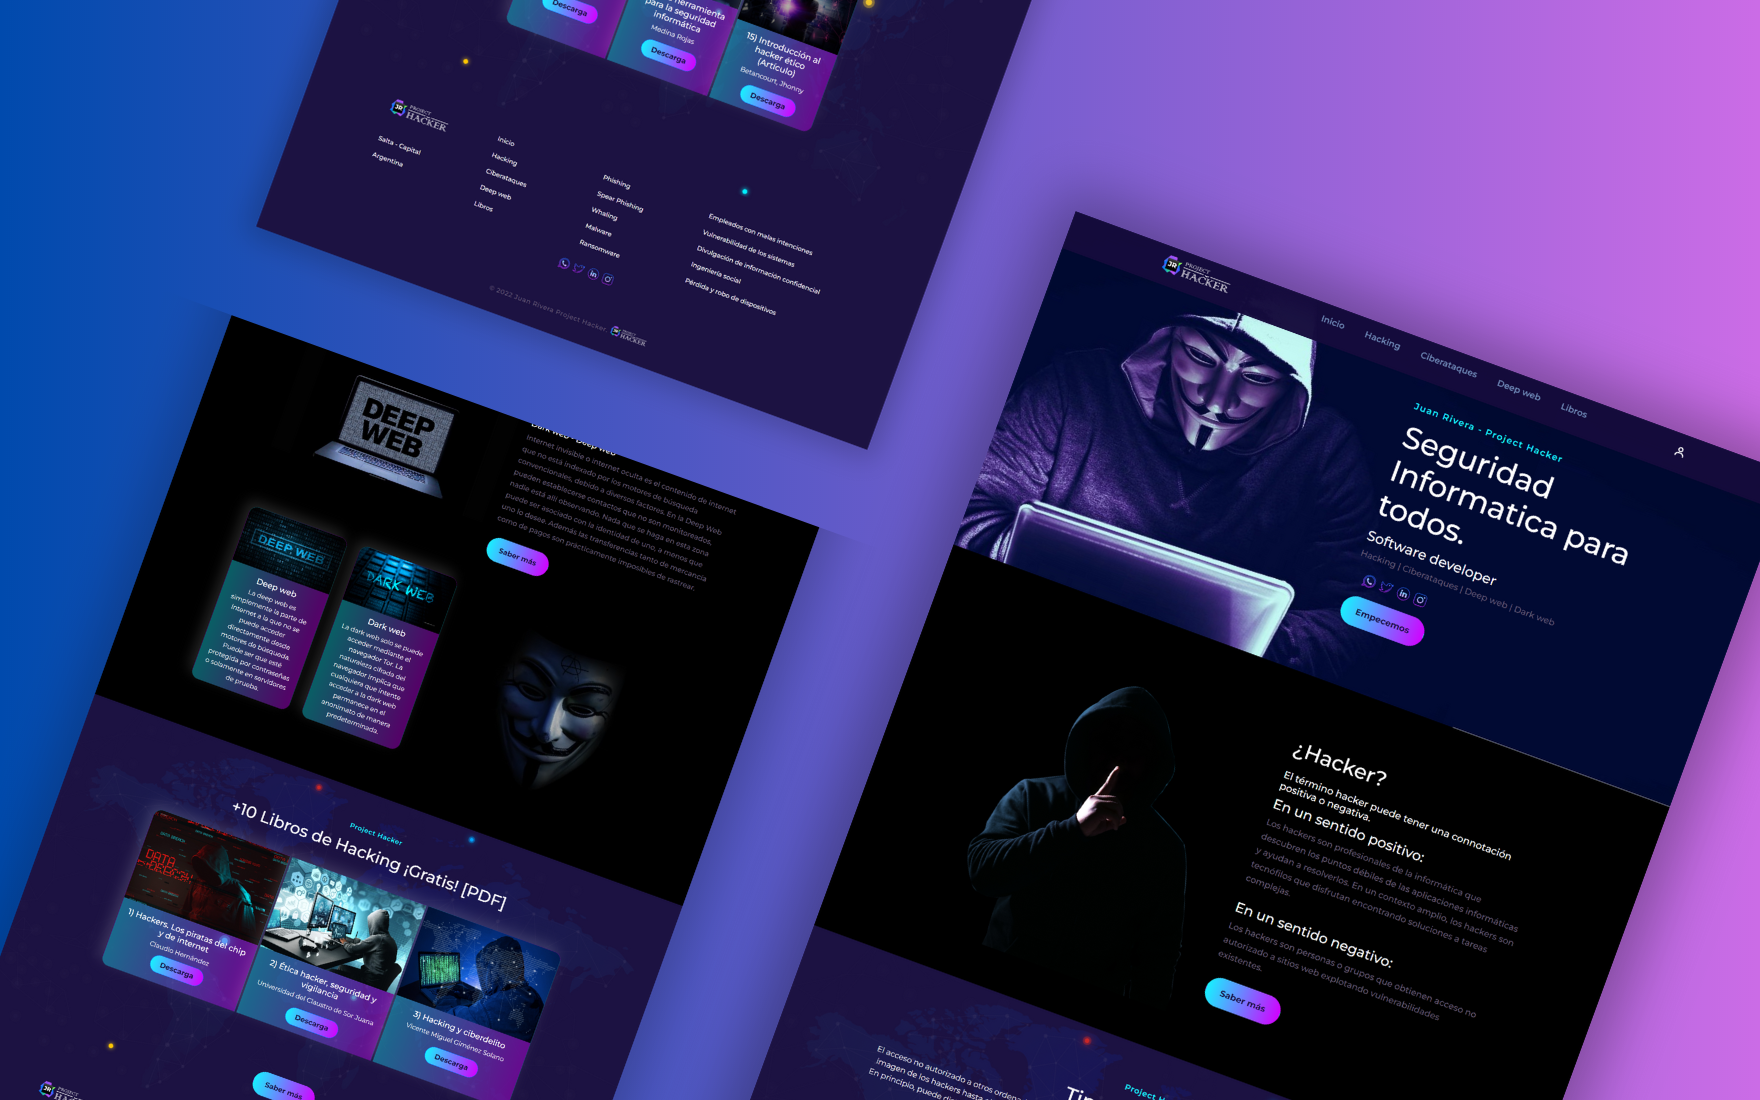 Descarga
herramienta
para la seguridad
informática
Medina Rojas
Descarga
15) Introducción al
hacker ético
(Artículo)
Betancourt, Jhonny
Descarga
JR PROJECT
HACKER
Salta - Capital
Argentina
Inicio
Hacking
Ciberataques
Deep web
Libros
Phishing
Spear Phishing
Whaling
Malware
Ransomware
Empleados con malas intenciones
Vulnerabilidad de los sistemas
Divulgación de información confidencial
Ingeniería social
Pérdida y robo de dispositivos
© 2022 Juan Rivera Project Hacker.
JR PROJECT
HACKER
DEEP
WEB
Dark web - Deep web
Internet invisible o internet oculta es el contenido de internet
que no está indexado por los motores de búsqueda
convencionales, debido a diversos factores. En la Deep Web
pueden establecerse contactos que no son monitoreados,
nadie está allí observando. Nada que se haga en esta zona
puede ser asociado con la identidad de uno, a menos que
uno lo desee. Además las transferencias tanto de mercancía
como de pagos son prácticamente imposibles de rastrear.
Saber más
DEEP WEB
Deep web
La deep web es
simplemente la parte de
Internet a la que no se
puede acceder
directamente desde
motores de búsqueda
Puede ser que esté
protegida por contraseñas
o solamente en servidores
de prueba.
DARK WEB
Dark web
La dark web solo se puede
acceder mediante el
navegador Tor. La
naturaleza cifrada del
navegador implica que
cualquiera que intente
acceder a la dark web
permanece en el
anonimato de manera
predeterminada.
Project Hacker
+10 Libros de Hacking ¡Gratis! [PDF]
DATA
1) Hackers. Los piratas del chip
y de internet
Claudio Hernández
Descarga
2) Ética hacker, seguridad y
vigilancia
Universidad del Claustro de Sor Juana
Descarga
3) Hacking y ciberdelito
Vicente Miguel Giménez Solano
Descarga
Saber más
JR PROJECT
HACKER
JR PROJECT
HACKER
Inicio
Hacking
Ciberataques
Deep web
Libros
Juan Rivera - Project Hacker
Seguridad
Informatica para
todos.
Software developer
Hacking | Ciberataques | Deep web | Dark web
Empecemos
¿Hacker?
El término hacker puede tener una connotación
positiva o negativa.
En un sentido positivo:
Los hackers son profesionales de la informática que
descubren los puntos débiles de las aplicaciones informáticas
y ayudan a resolverlos. En un contexto amplio, los hackers son
tecnófilos que disfrutan encontrando soluciones a tareas
complejas.
En un sentido negativo:
Los hackers son personas o grupos que obtienen acceso no
autorizado a sitios web explotando vulnerabilidades
existentes.
Saber más
El acceso no autorizado a otros
imagen de los hackers hasta
En principio, puede
Project